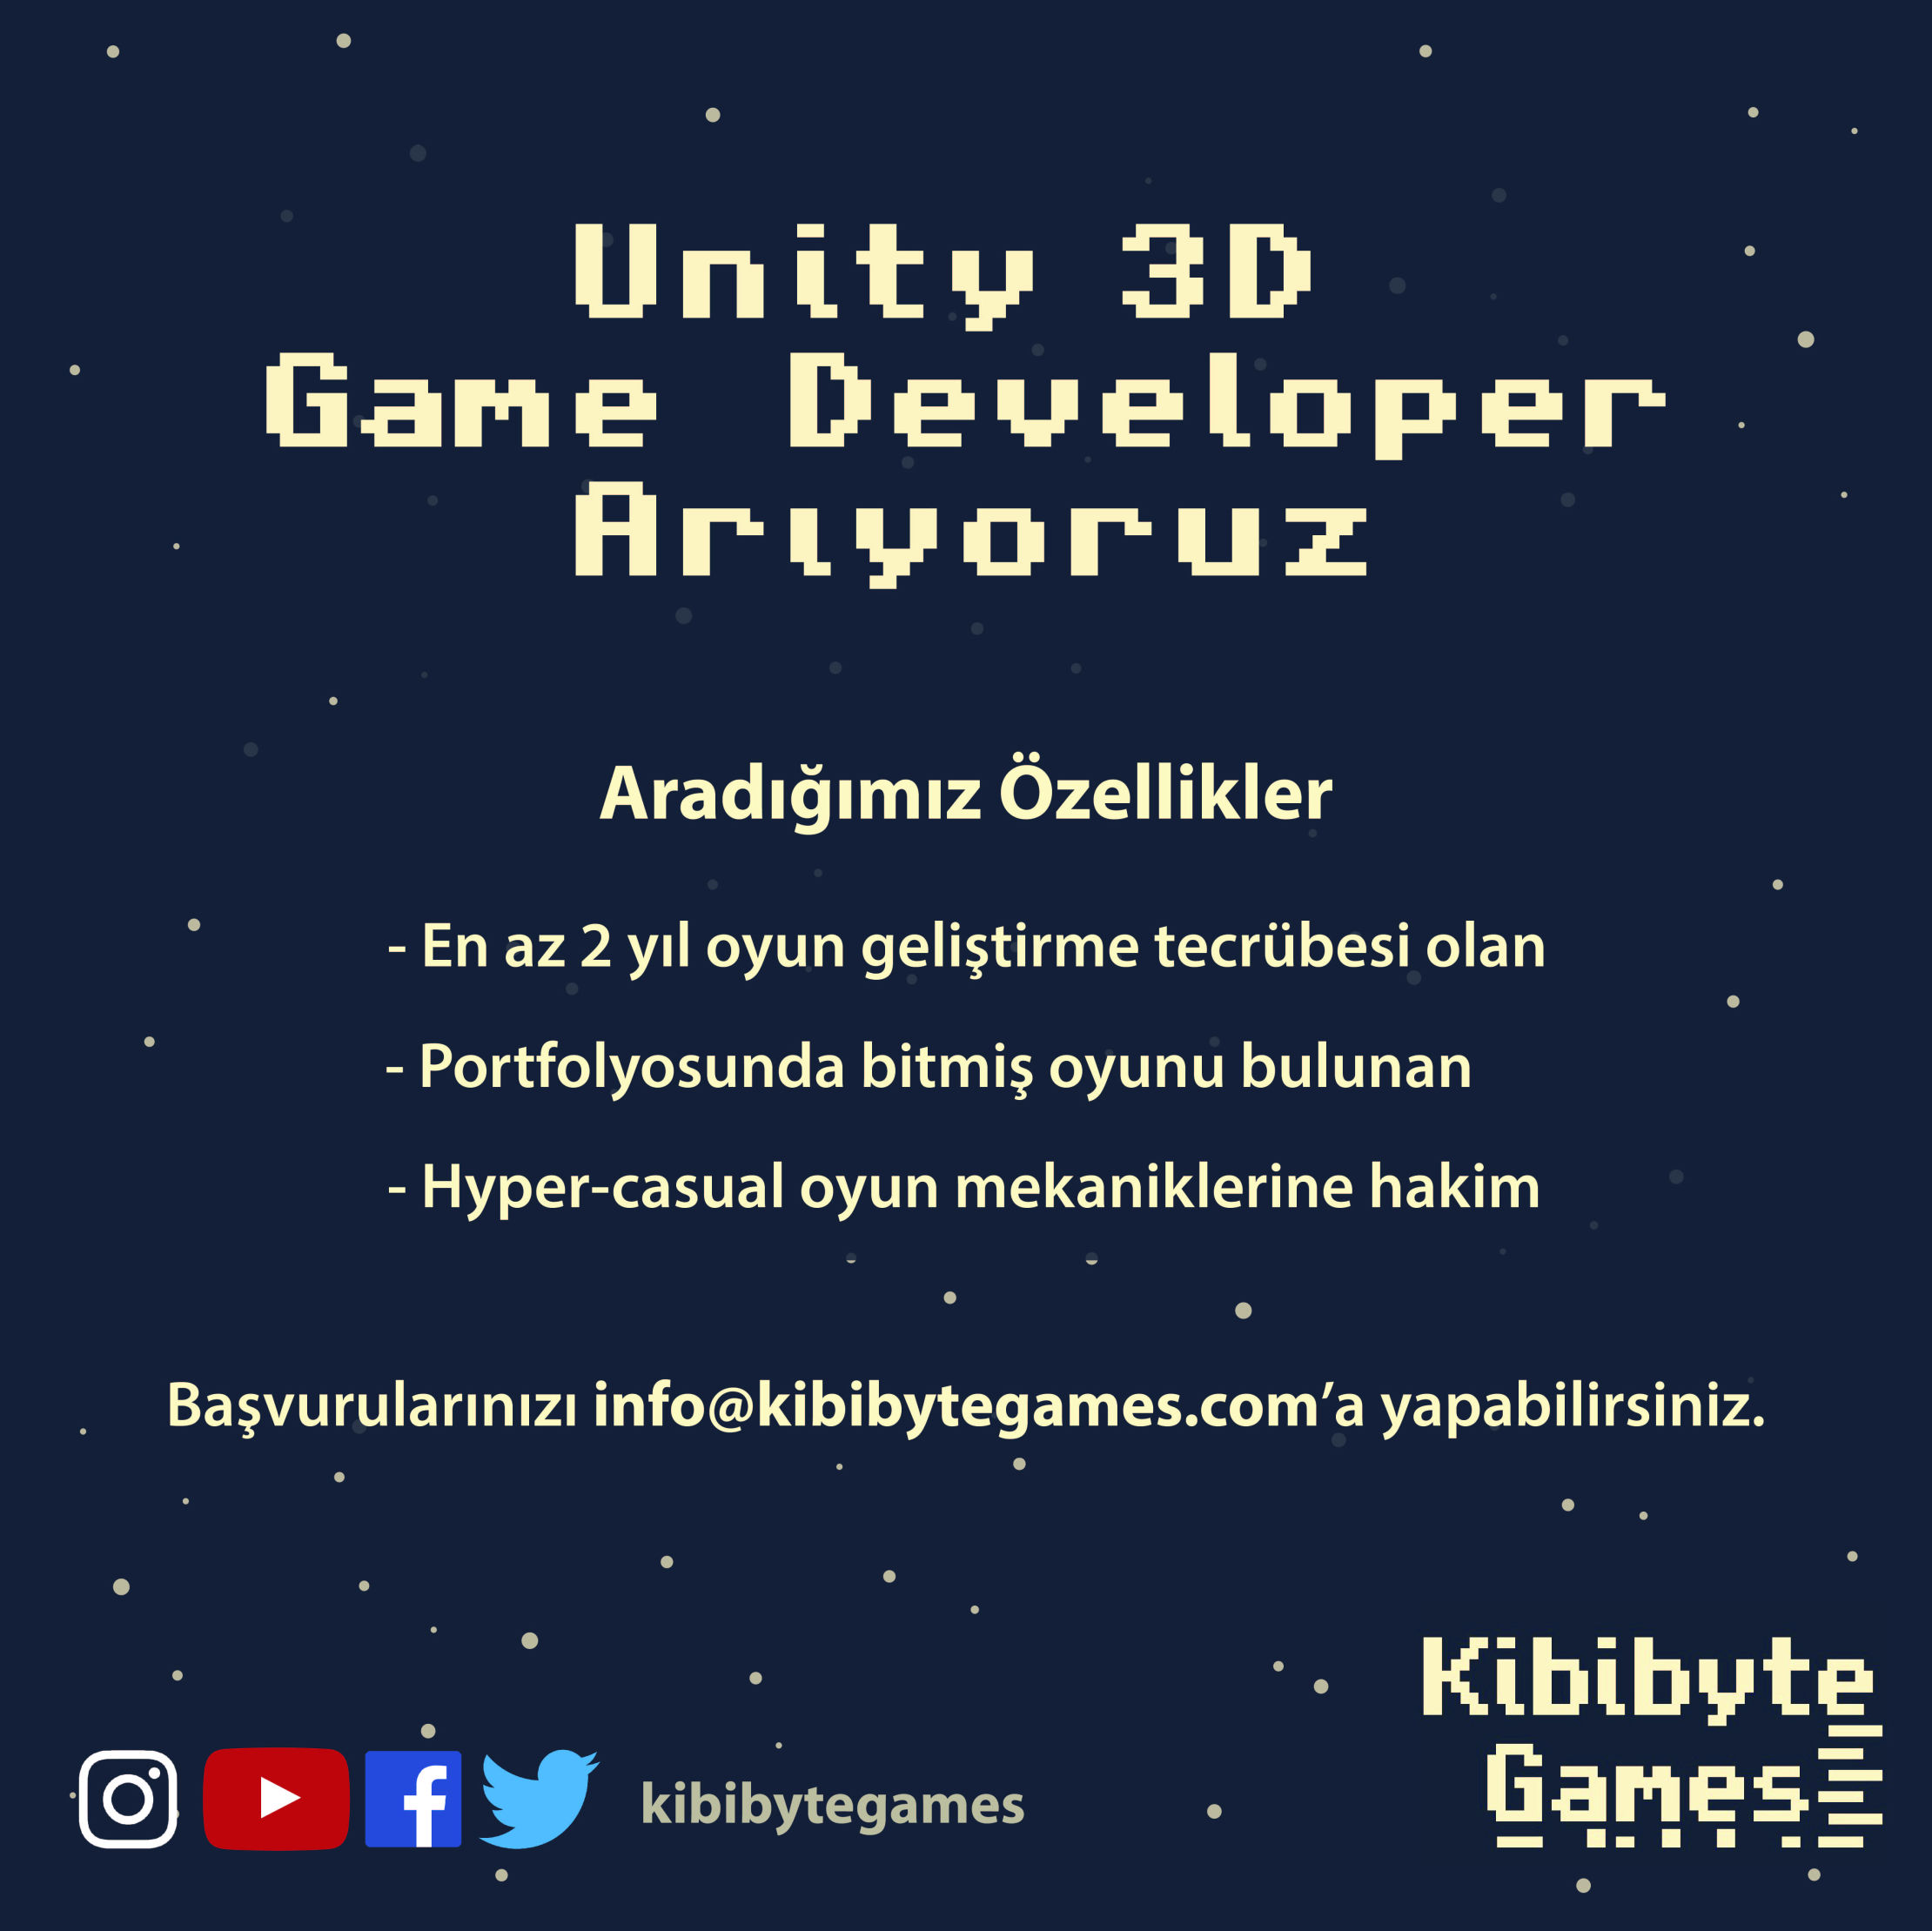 Unity 3D
Game Developer
Arıyoruz
Aradığımız Özellikler
- En az 2 yıl oyun geliştirme tecrübesi olan
- Portfolyosunda bitmiş oyunu bulunan
- Hyper-casual oyun mekaniklerine hakim
Başvurularınızı info@kibibytegames.com’a yapabilirsiniz.
kibibytegames
Kibibyte
Games